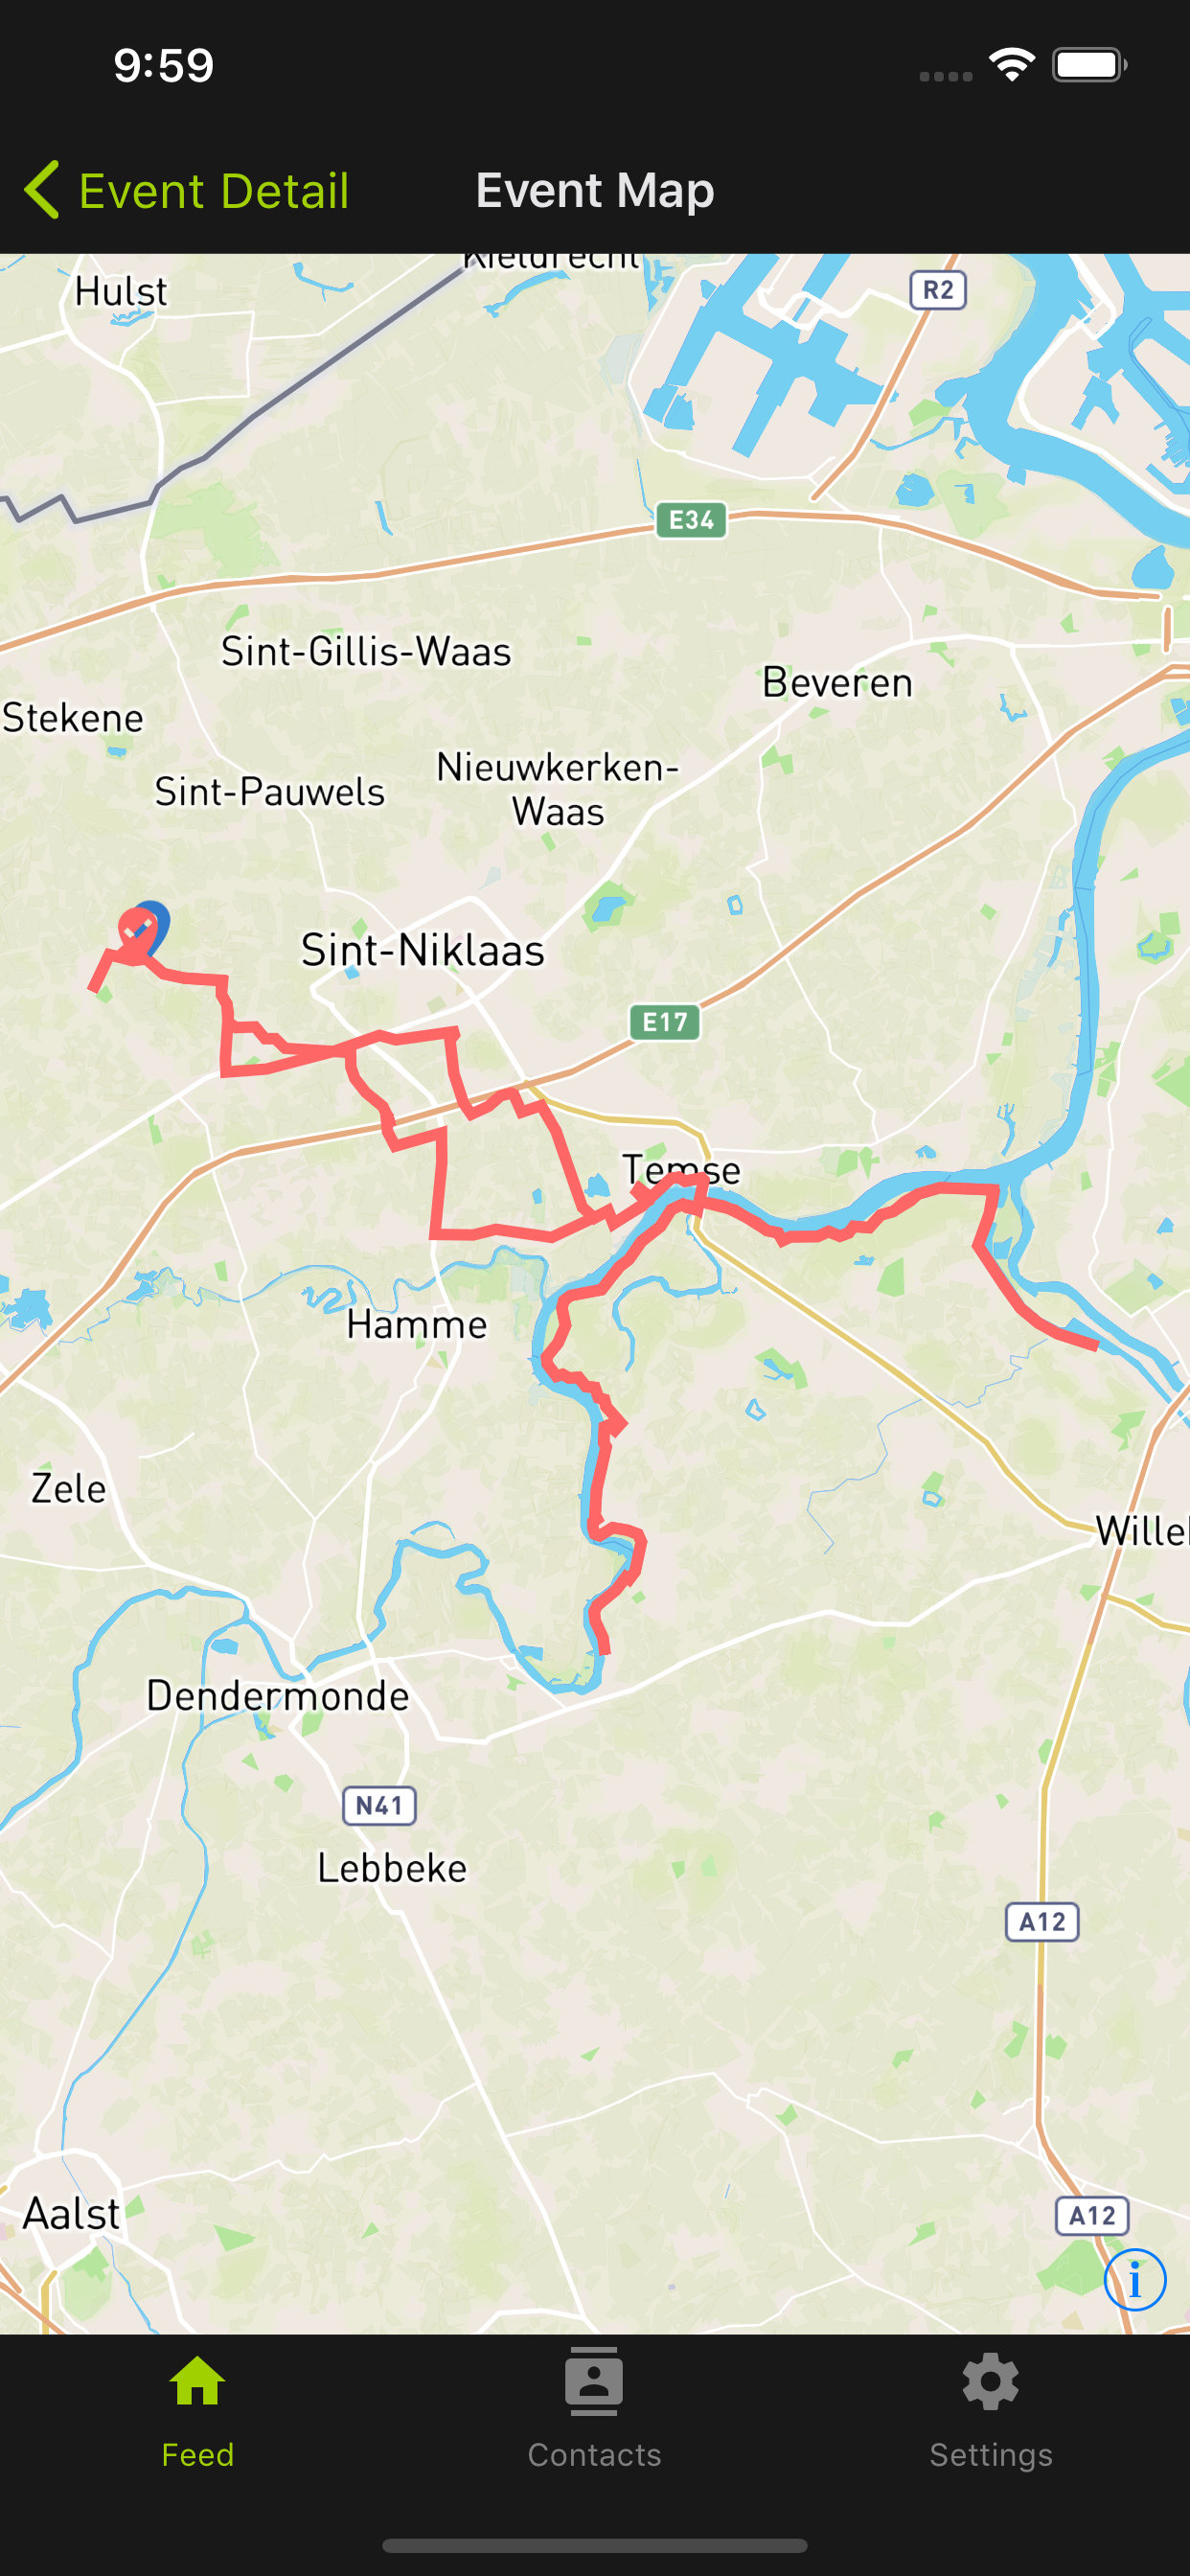 9:59
Event Detail
Event Map
Kieldrecht
Hulst
R2
E34
Sint-Gillis-Waas
Beveren
Stekene
Nieuwkerken-
Waas
Sint-Pauwels
Sint-Niklaas
E17
Temse
Hamme
Zele
Wille
Dendermonde
N41
Lebbeke
A12
Aalst
A12
i
Feed
Contacts
Settings